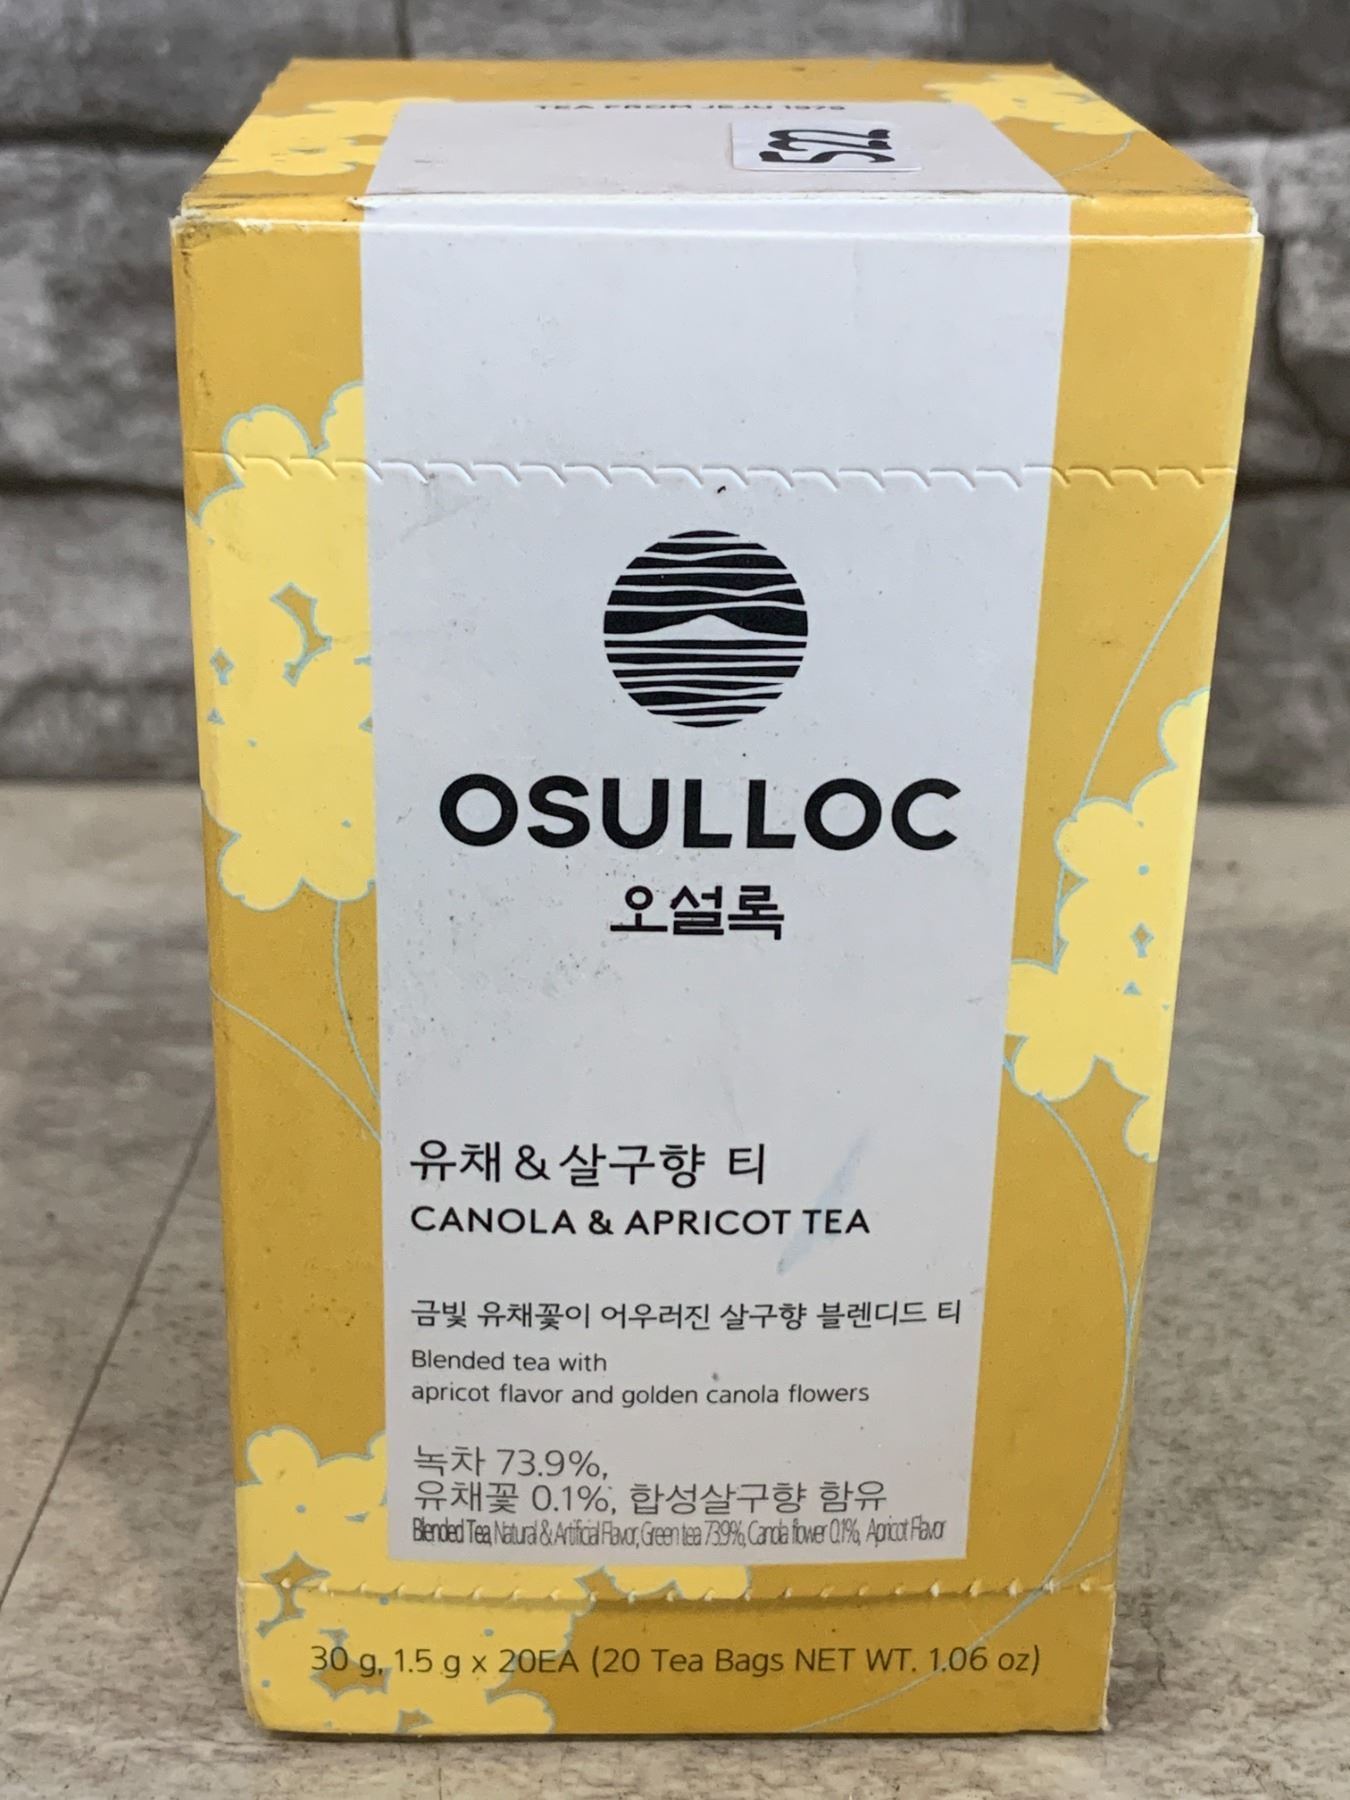 TEA FROM JEJU 1979
522
OSULLOC
오설록
유채 & 살구향 티
CANOLA & APRICOT TEA
금빛 유채꽃이 어우러진 살구향 블렌디드 티
Blended tea with
apricot flavor and golden canola flowers
녹차 73.9%,
유채꽃 0.1%, 합성살구향 함유
Blended Tea, Natural & Artificial Flavor, Green tea 73.9%, Canola flower 0.1%, Apricot Flavor
30 g, 1.5 g x 20EA (20 Tea Bags NET WT. 1.06 oz)